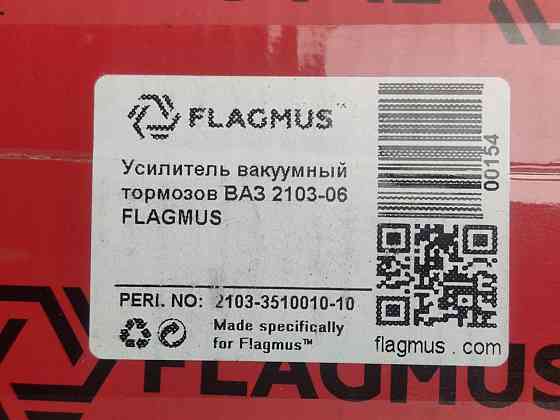 FLAGMUS™
Усилитель вакуумный
тормозов ВАЗ 2103-06
FLAGMUS
PERI. NO: 2103-3510010-10
Made specifically
for Flagmus™
00154
flagmus . com
FLAGMUS